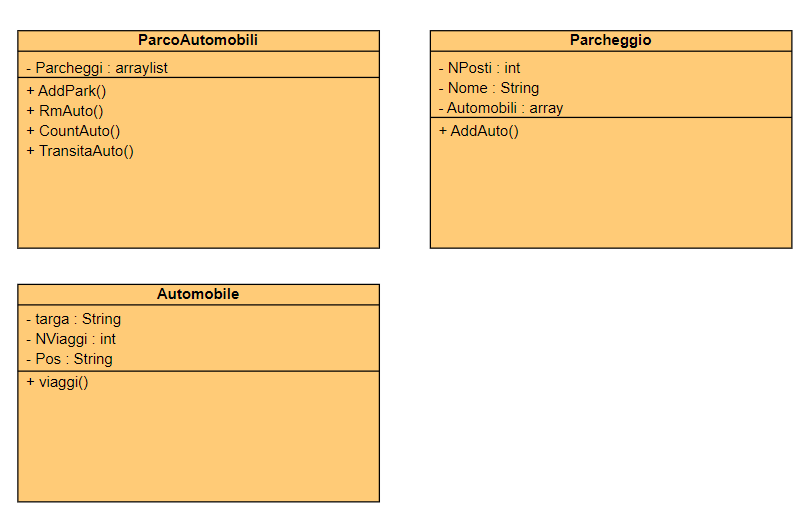 ParcoAutomobili
- Parcheggi : arraylist
+ AddPark()
+ RmAuto()
+ CountAuto()
+ TransitaAuto()
Parcheggio
- NPosti : int
- Nome : String
- Automobili : array
+ AddAuto()
Automobile
- targa : String
- NViaggi : int
- Pos : String
+ viaggi()